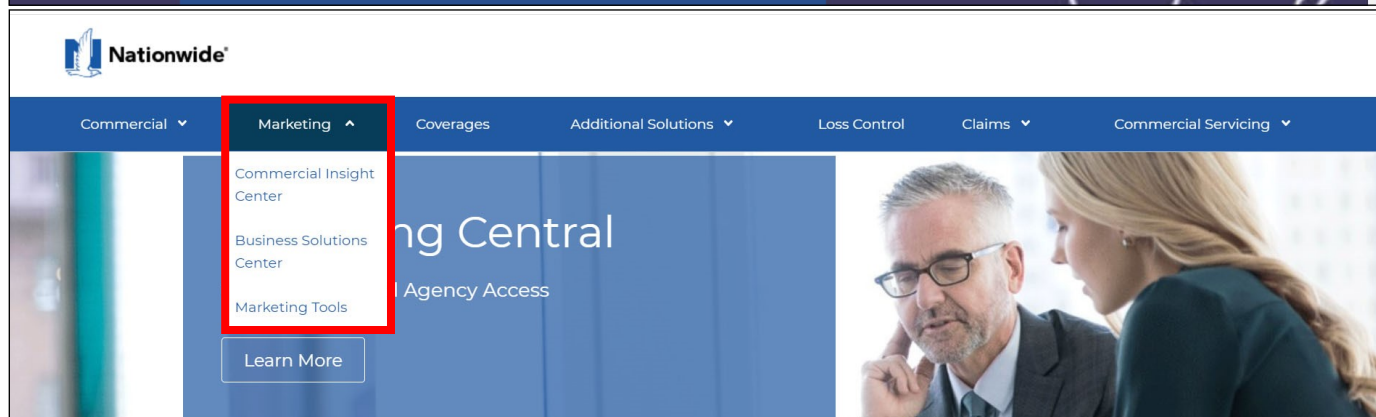 Nationwide®
Commercial Marketing Coverages Additional Solutions Loss Control Claims Commercial Servicing
Commercial Insight
Center
Business Solutions
Center
Marketing Tools
ng Central
Agency Access
Learn More